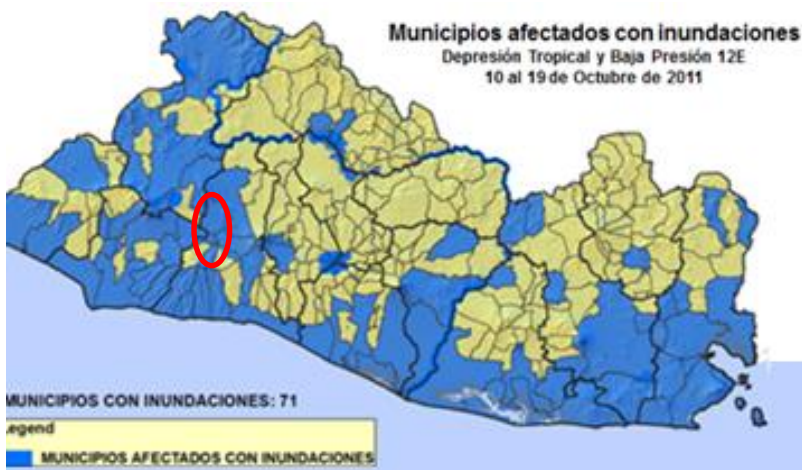 Municipios afectados con inundaciones
Depresión Tropical y Baja Presión 12E
10 al 19 de Octubre de 2011
MUNICIPIOS CON INUNDACIONES: 71
egend
MUNICIPIOS AFECTADOS CON INUNDACIONES